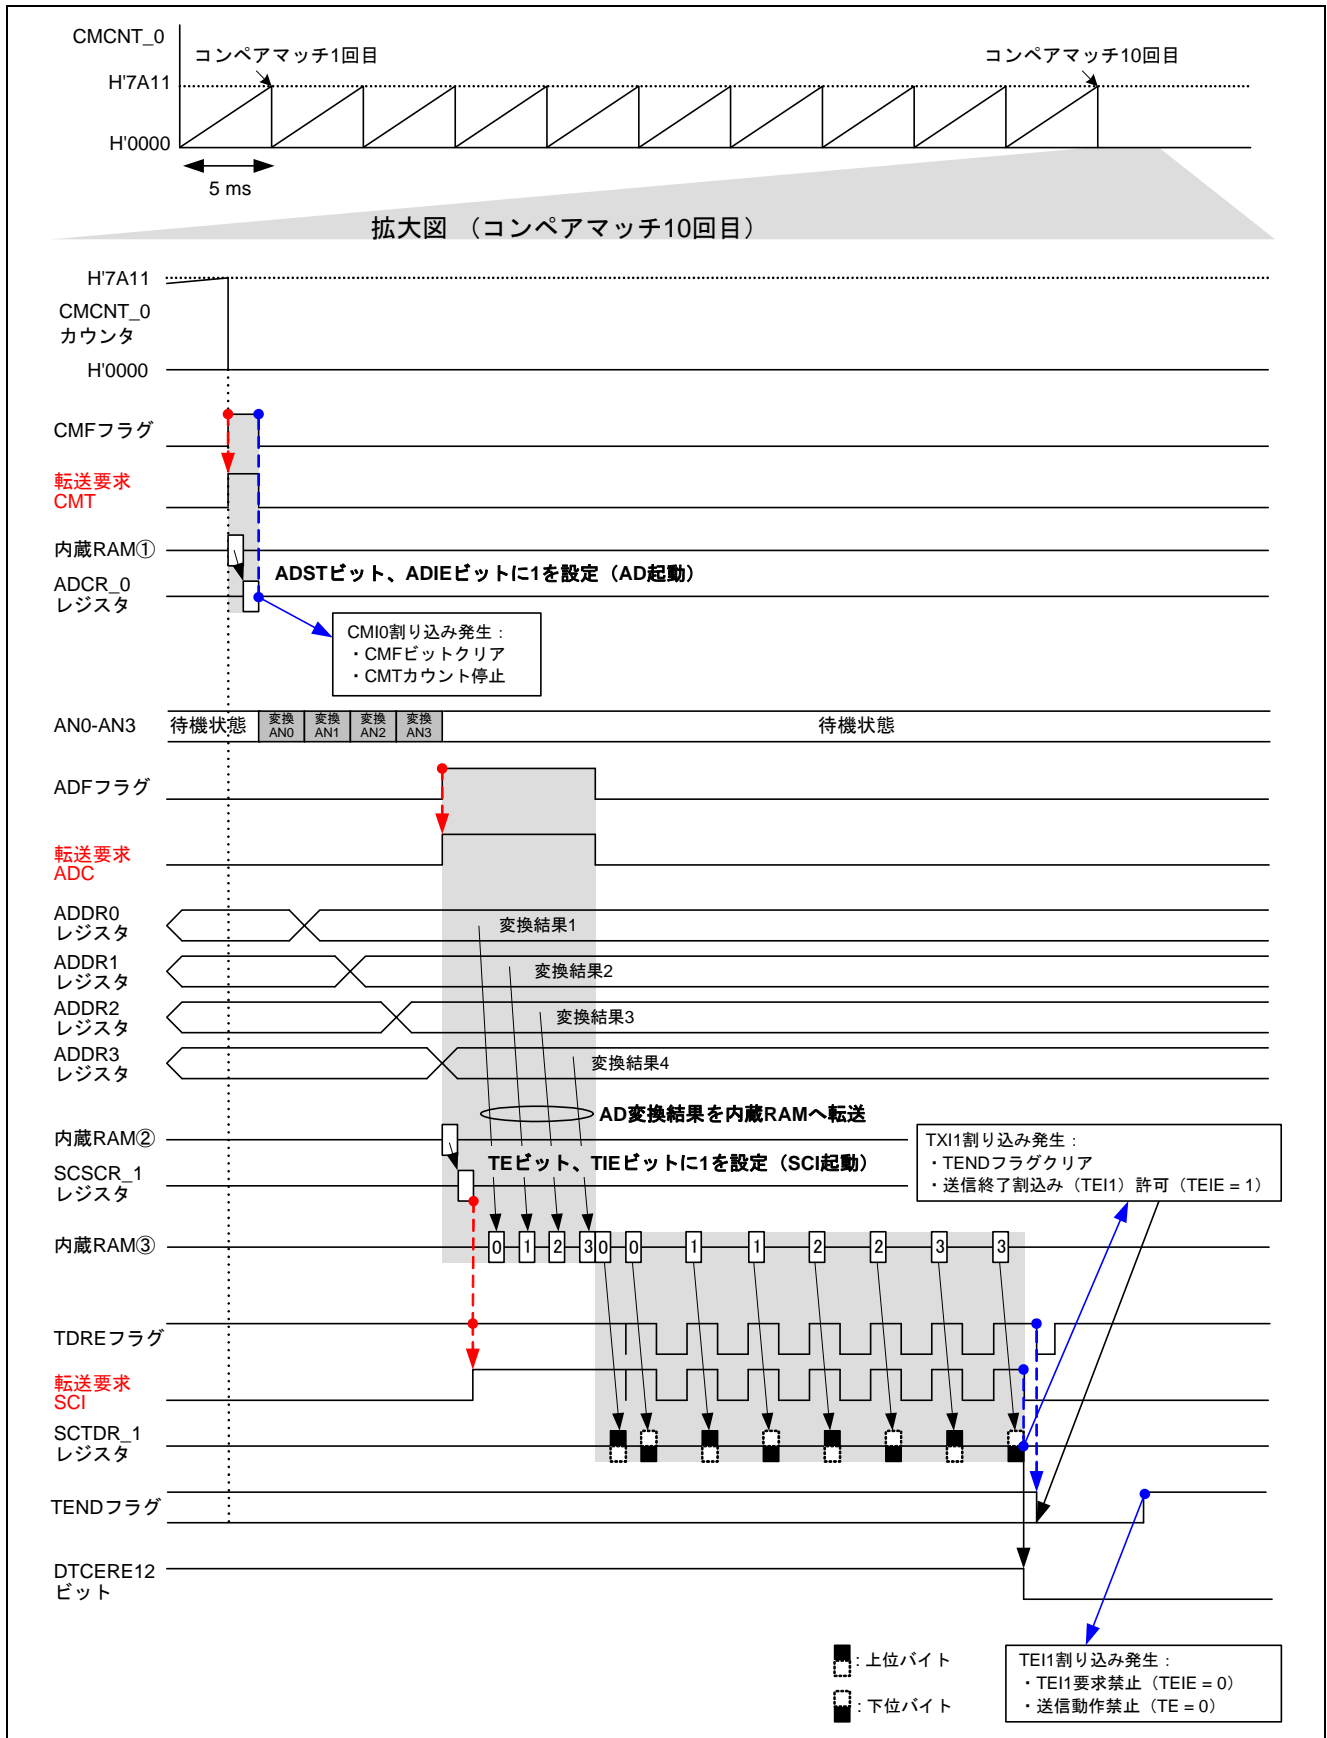 CMCNT_0
コンペアマッチ1回目
コンペアマッチ10回目
H'7A11
H'0000
5 ms
拡大図 （コンペアマッチ10回目）
H'7A11
CMCNT_0
カウンタ
H'0000
CMFフラグ
転送要求
CMT
内蔵RAM①
ADSTビット、ADIEビットに1を設定（AD起動）
ADCR_0
レジスタ
CMI0割り込み発生：
・CMFビットクリア
・CMTカウント停止
AN0-AN3
待機状態
変換
AN0
変換
AN1
変換
AN2
変換
AN3
待機状態
ADFフラグ
転送要求
ADC
ADDR0
レジスタ
変換結果1
ADDR1
レジスタ
変換結果2
ADDR2
レジスタ
変換結果3
ADDR3
レジスタ
変換結果4
AD変換結果を内蔵RAMへ転送
内蔵RAM②
TXI1割り込み発生：
・TENDフラグクリア
・送信終了割込み（TEI1）許可（TEIE = 1）
TEビット、TIEビットに1を設定（SCI起動）
SCSCR_1
レジスタ
内蔵RAM③
0 1 2 3 0 0 1 1 2 2 3 3
TDREフラグ
転送要求
SCI
SCTDR_1
レジスタ
TENDフラグ
DTCERE12
ビット
：上位バイト
：下位バイト
TEI1割り込み発生：
・TEI1要求禁止（TEIE = 0）
・送信動作禁止（TE = 0）